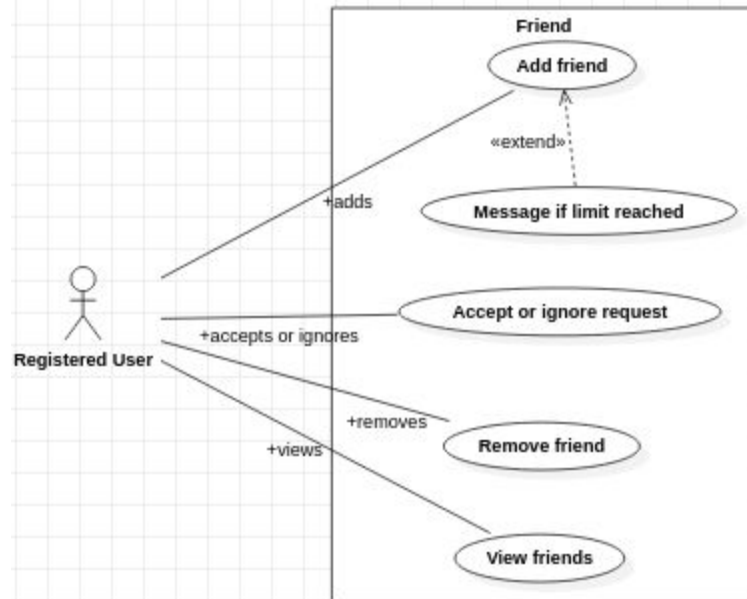 Friend
Add friend
«extend»
+adds
Message if limit reached
Accept or ignore request
+accepts or ignores
Registered User
+removes
Remove friend
+views
View friends